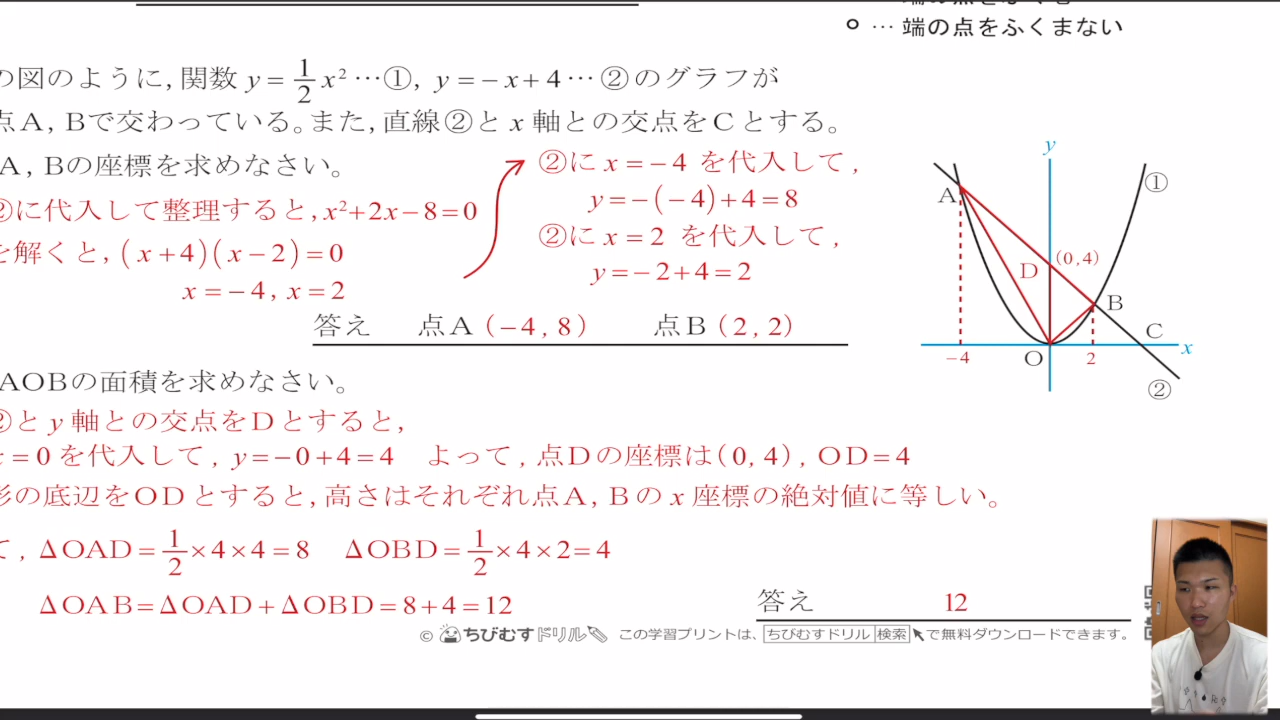 … 端の点をふくまない
の図のように, 関数 y = 1/2 x² …①, y = − x + 4 … ②のグラフが
点A, Bで交わっている。また, 直線②と x 軸との交点をCとする。
A, Bの座標を求めなさい。
②に x = −4 を代入して,
y = −(−4)+4 = 8
②に代入して整理すると, x²+2x−8=0
②に x = 2 を代入して,
を解くと, (x+4)(x−2)=0
y = −2+4 = 2
x = −4, x = 2
答え 点A (−4, 8) 点B (2, 2)
y
①
A
(0, 4)
D
B
C
O
x
−4
2
②
AOBの面積を求めなさい。
②と y 軸との交点をDとすると,
x = 0 を代入して, y = −0+4 = 4 よって, 点Dの座標は(0, 4), OD = 4
形の底辺をODとすると, 高さはそれぞれ点A, Bの x 座標の絶対値に等しい。
て, ΔOAD = 1/2 × 4 × 4 = 8 ΔOBD = 1/2 × 4 × 2 = 4
ΔOAB = ΔOAD + ΔOBD = 8 + 4 = 12
答え 12
© ちびむすドリル この学習プリントは、ちびむすドリル 検索 で無料ダウンロードできます。